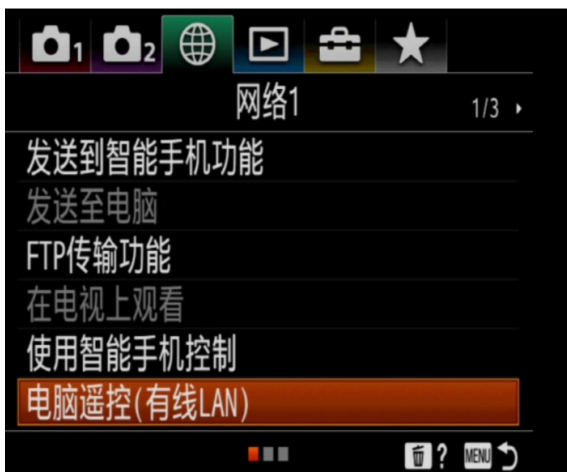 1 2
网络1
1/3
发送到智能手机功能
发送至电脑
FTP传输功能
在电视上观看
使用智能手机控制
电脑遥控(有线LAN)
? MENU